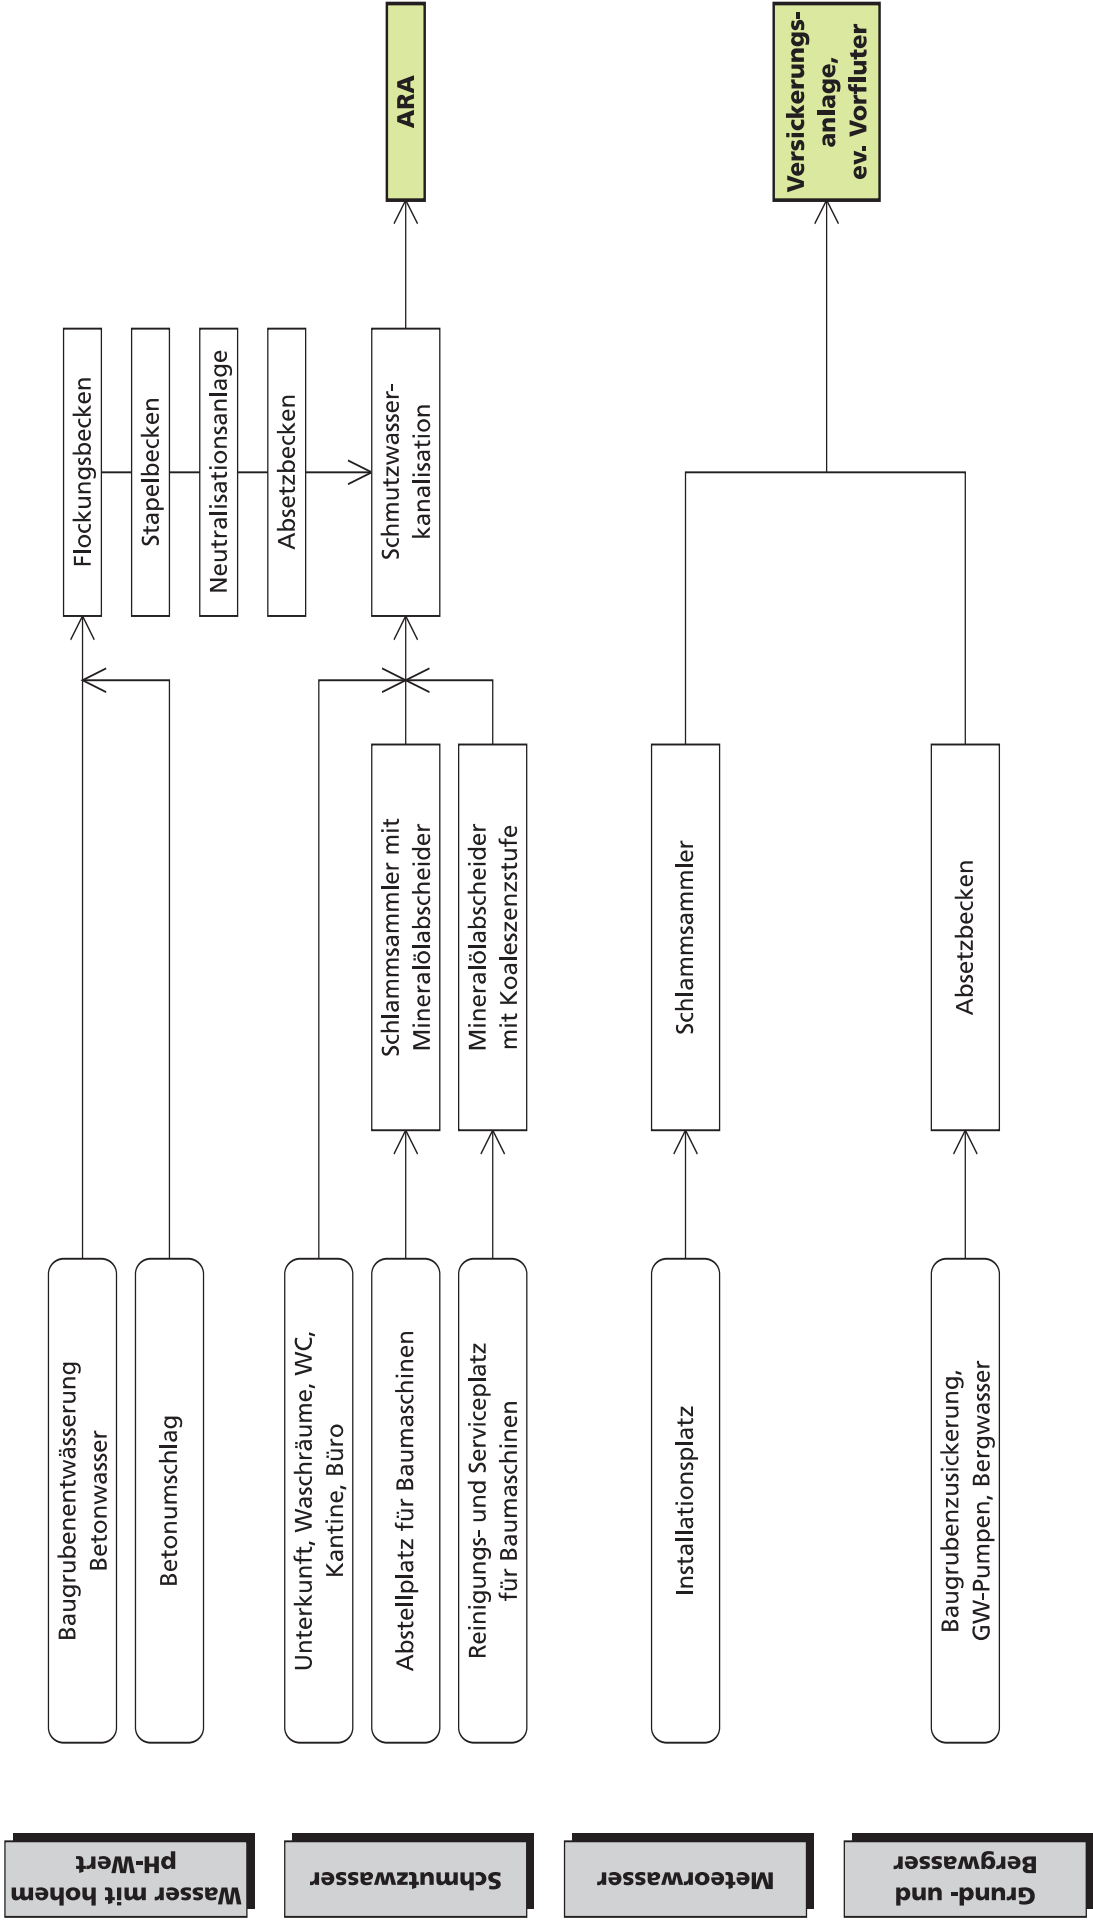 Wasser mit hohem
pH-Wert
Baugrubenentwässerung
Betonwasser
Betonumschlag
Flockungsbecken
Stapelbecken
Neutralisationsanlage
Absetzbecken
Schmutzwasser
Unterkunft, Waschräume, WC,
Kantine, Büro
Abstellplatz für Baumaschinen
Reinigungs- und Serviceplatz
für Baumaschinen
Schlammsammler mit
Mineralölabscheider
Mineralölabscheider
mit Koaleszenzstufe
Schmutzwasser-
kanalisation
ARA
Meteorwasser
Installationsplatz
Schlammsammler
Grund- und
Bergwasser
Baugrubenzusickerung,
GW-Pumpen, Bergwasser
Absetzbecken
Versickerungs-
anlage,
ev. Vorfluter